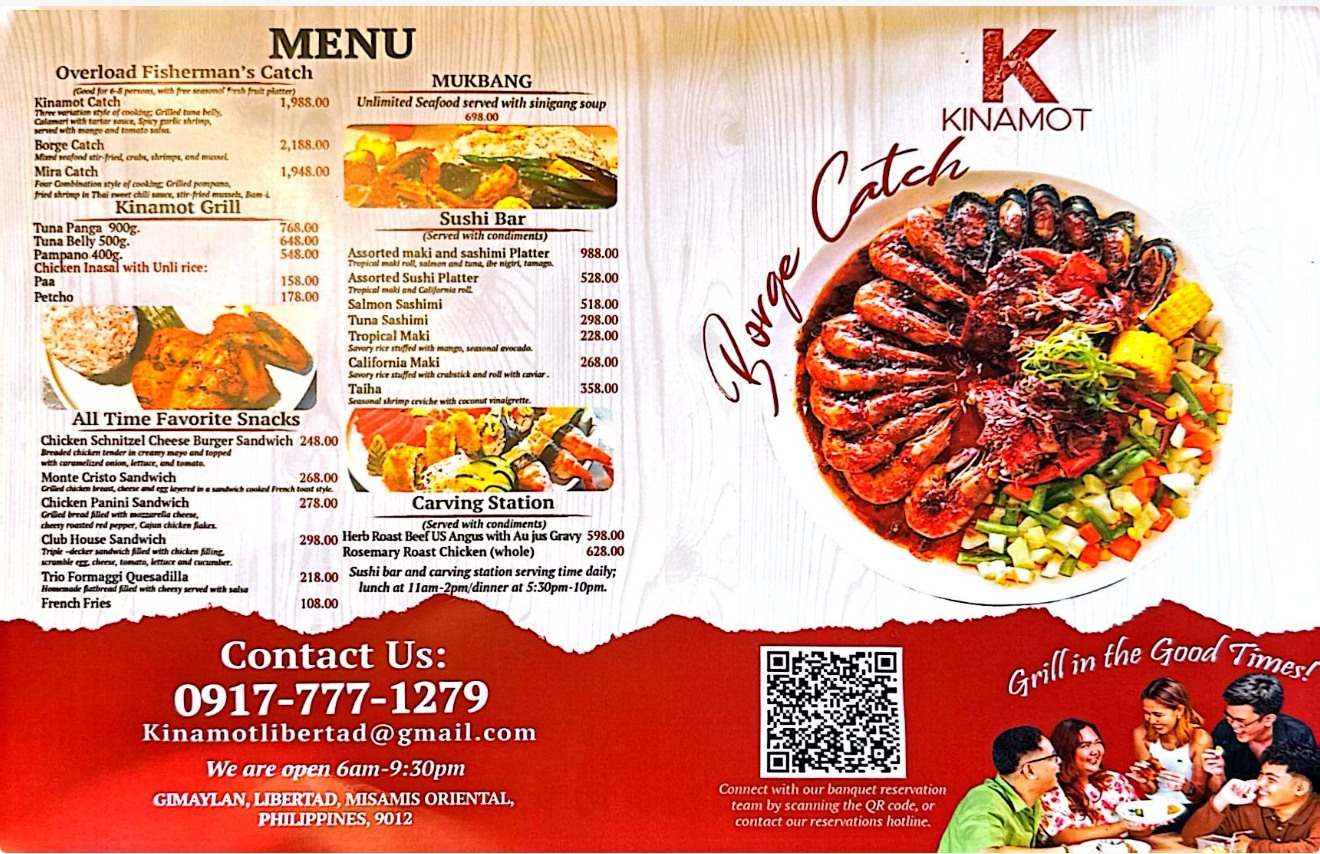 MENU
Overload Fisherman's Catch
(Good for 6-8 persons, with free seasonal fresh fruit platter)
Kinamot Catch 1,988.00
Three variation style of cooking; Grilled tuna belly,
Calamari with tartar sauce, Spicy garlic shrimp,
served with mango and tomato salsa.
Borge Catch 2,188.00
Mixed seafood stir-fried, crabs, shrimps, and mussel.
Mira Catch 1,948.00
Four Combination style of cooking; Grilled pompano,
fried shrimp in Thai sweet chili sauce, stir-fried mussels, Bam-i.
Kinamot Grill
Tuna Panga 900g. 768.00
Tuna Belly 500g. 648.00
Pampano 400g. 548.00
Chicken Inasal with Unli rice:
Paa 158.00
Petcho 178.00
All Time Favorite Snacks
Chicken Schnitzel Cheese Burger Sandwich 248.00
Breaded chicken tender in creamy mayo and topped
with caramelized onion, lettuce, and tomato.
Monte Cristo Sandwich 268.00
Grilled chicken breast, cheese and egg layered in a sandwich cooked French toast style.
Chicken Panini Sandwich 278.00
Grilled bread filled with mozzarella cheese,
cheesy roasted red pepper, Cajun chicken flakes.
Club House Sandwich 298.00
Triple -decker sandwich filled with chicken filling,
scramble egg, cheese, tomato, lettuce and cucumber.
Trio Formaggi Quesadilla 218.00
Homemade flatbread filled with cheesy served with salsa
French Fries 108.00
MUKBANG
Unlimited Seafood served with sinigang soup
698.00
Sushi Bar
(Served with condiments)
Assorted maki and sashimi Platter 988.00
Tropical maki roll, salmon and tuna, ibe nigiri, tamago.
Assorted Sushi Platter 528.00
Tropical maki and California roll.
Salmon Sashimi 518.00
Tuna Sashimi 298.00
Tropical Maki 228.00
Savory rice stuffed with mango, seasonal avocado.
California Maki 268.00
Savory rice stuffed with crabstick and roll with caviar.
Taiha 358.00
Seasonal shrimp ceviche with coconut vinaigrette.
Carving Station
(Served with condiments)
Herb Roast Beef US Angus with Au jus Gravy 598.00
Rosemary Roast Chicken (whole) 628.00
Sushi bar and carving station serving time daily;
lunch at 11am-2pm/dinner at 5:30pm-10pm.
Contact Us:
0917-777-1279
Kinamotlibertad@gmail.com
We are open 6am-9:30pm
GIMAYLAN, LIBERTAD, MISAMIS ORIENTAL,
PHILIPPINES, 9012
K
KINAMOT
Borge Catch
Connect with our banquet reservation
team by scanning the QR code, or
contact our reservations hotline.
Grill in the Good Times!